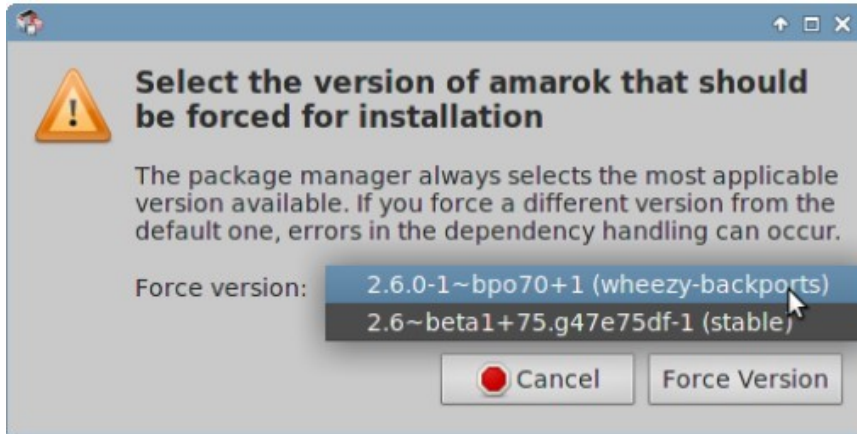 Select the version of amarok that should
be forced for installation
The package manager always selects the most applicable
version available. If you force a different version from the
default one, errors in the dependency handling can occur.
Force version:
2.6.0-1~bpo70+1 (wheezy-backports)
2.6~beta1+75.g47e75df-1 (stable)
Cancel
Force Version